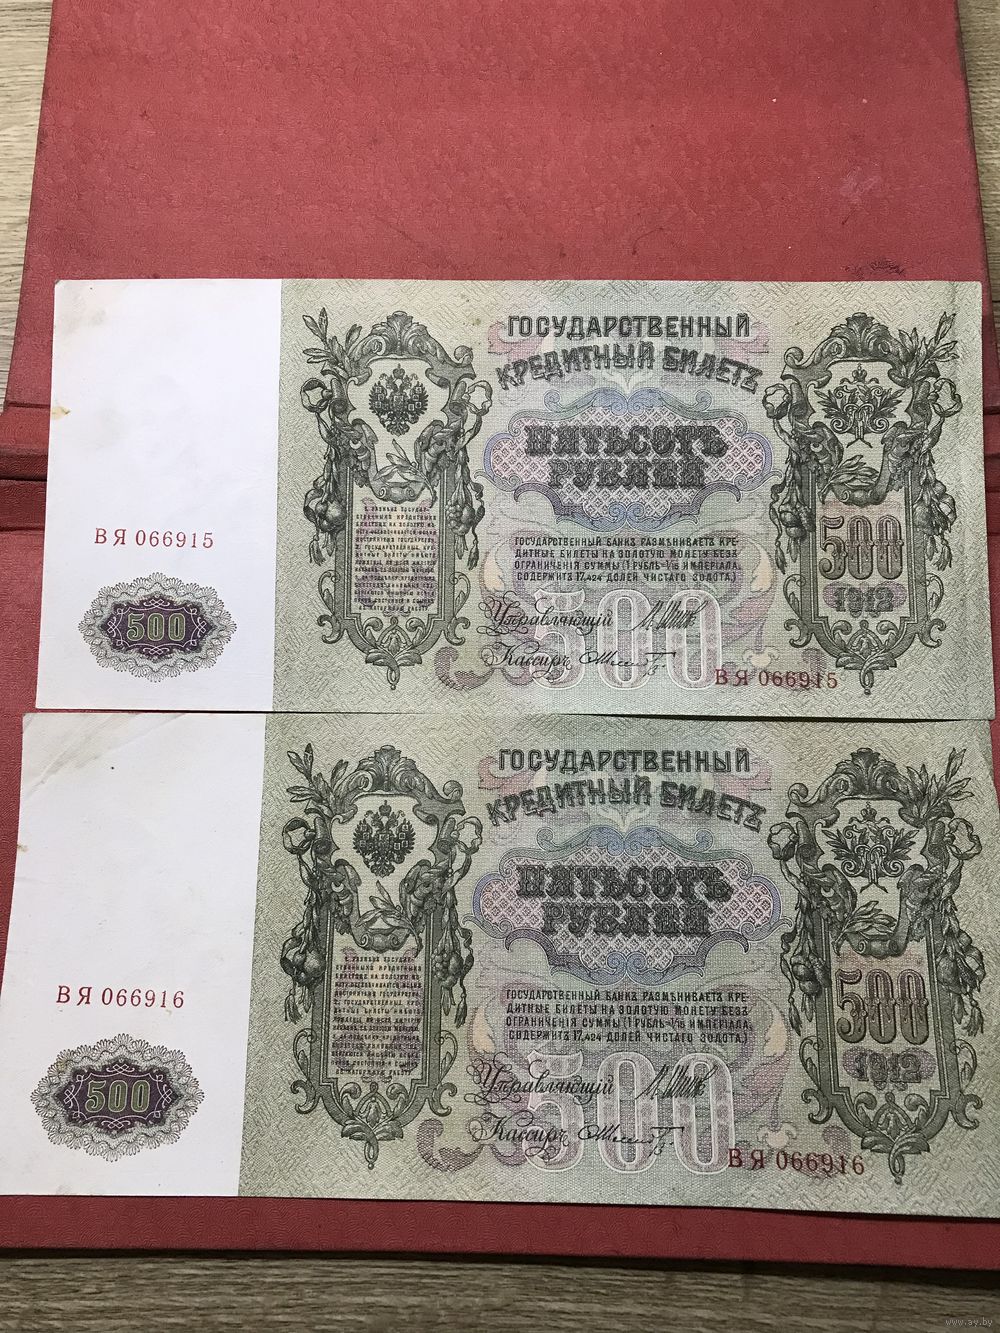 ГОСУДАРСТВЕННЫЙ
КРЕДИТНЫЙ БИЛЕТЪ
ПЯТЬСОТЪ
РУБЛЕЙ
ВЯ 066915
500
ГОСУДАРСТВЕННЫЙ БАНКЪ РАЗМѢНИВАЕТЪ КРЕ-
ДИТНЫЕ БИЛЕТЫ НА ЗОЛОТУЮ МОНЕТУ БЕЗЪ
ОГРАНИЧЕНІЯ СУММЫ (1 РУБЛЬ=1/15 ИМПЕРІАЛА,
СОДЕРЖИТЪ 17,424 ДОЛЕЙ ЧИСТАГО ЗОЛОТА.)
500
1912
Управляющій
Кассиръ
500
ВЯ 066915
ГОСУДАРСТВЕННЫЙ
КРЕДИТНЫЙ БИЛЕТЪ
ПЯТЬСОТЪ
РУБЛЕЙ
ВЯ 066916
500
ГОСУДАРСТВЕННЫЙ БАНКЪ РАЗМѢНИВАЕТЪ КРЕ-
ДИТНЫЕ БИЛЕТЫ НА ЗОЛОТУЮ МОНЕТУ БЕЗЪ
ОГРАНИЧЕНІЯ СУММЫ (1 РУБЛЬ=1/15 ИМПЕРІАЛА,
СОДЕРЖИТЪ 17,424 ДОЛЕЙ ЧИСТАГО ЗОЛОТА.)
500
1912
Управляющій
Кассиръ
500
ВЯ 066916
www.ay.by